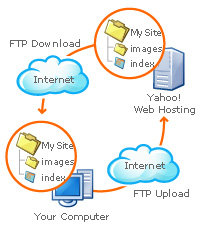 FTP Download
My Site
images
index
Internet
Yahoo!
Web Hosting
My Site
images
index
Internet
FTP Upload
Your Computer